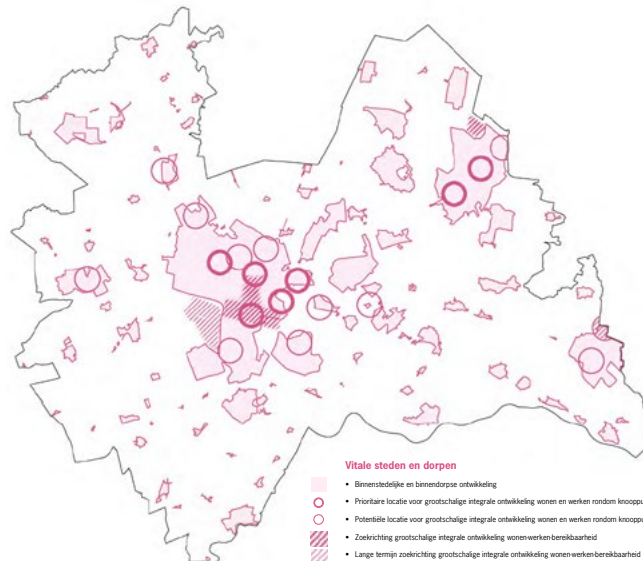 Vitale steden en dorpen
• Binnenstedelijke en binnendorpse ontwikkeling
• Prioritaire locatie voor grootschalige integrale ontwikkeling wonen en werken rondom knooppu
• Potentiële locatie voor grootschalige integrale ontwikkeling wonen en werken rondom knooppu
• Zoekrichting grootschalige integrale ontwikkeling wonen-werken-bereikbaarheid
• Lange termijn zoekrichting grootschalige integrale ontwikkeling wonen-werken-bereikbaarheid